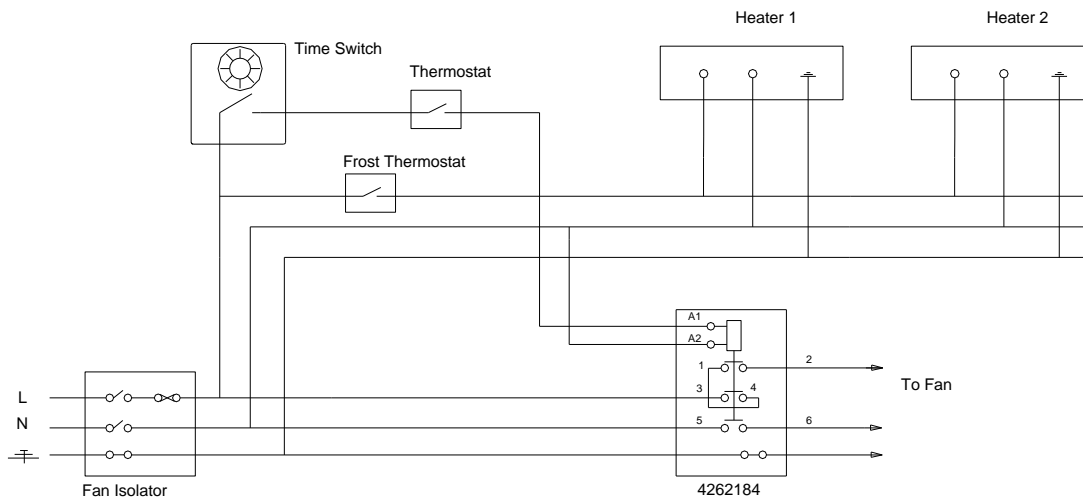 Heater 1
Heater 2
Time Switch
Thermostat
Frost Thermostat
A1
A2
1
2
To Fan
L
3
4
N
5
6
Fan Isolator
4262184